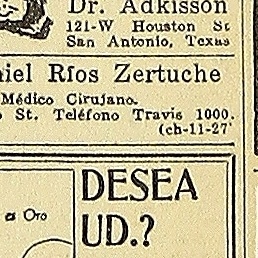 Dr. Adkisson
121-W Houston St
San Antonio, Texas
niel Ríos Zertuche
Médico Cirujano.
o St. Teléfono Travis 1000.
(ch-11-27
DESEA
UD.?
a Oro